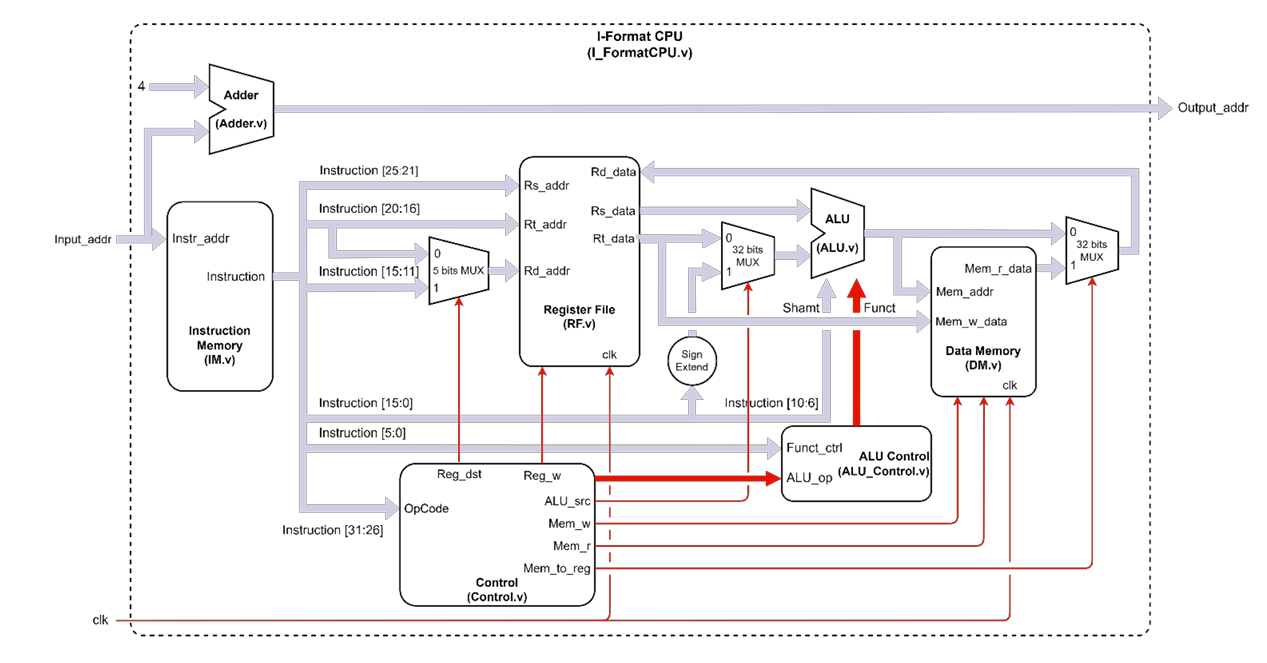 I-Format CPU
(I_FormatCPU.v)
4
Adder
(Adder.v)
Output_addr
Input_addr
Instr_addr
Instruction
Instruction
Memory
(IM.v)
Instruction [25:21]
Instruction [20:16]
Instruction [15:11]
0
5 bits MUX
1
Rs_addr
Rt_addr
Rd_addr
Rd_data
Rs_data
Rt_data
Register File
(RF.v)
clk
0
32 bits
MUX
1
ALU
(ALU.v)
Shamt
Funct
Sign
Extend
0
32 bits
MUX
1
Mem_r_data
Mem_addr
Mem_w_data
Data Memory
(DM.v)
clk
Instruction [15:0]
Instruction [10:6]
Instruction [5:0]
Funct_ctrl
ALU_op
ALU Control
(ALU_Control.v)
Instruction [31:26]
OpCode
Reg_dst
Reg_w
ALU_src
Mem_w
Mem_r
Mem_to_reg
Control
(Control.v)
clk